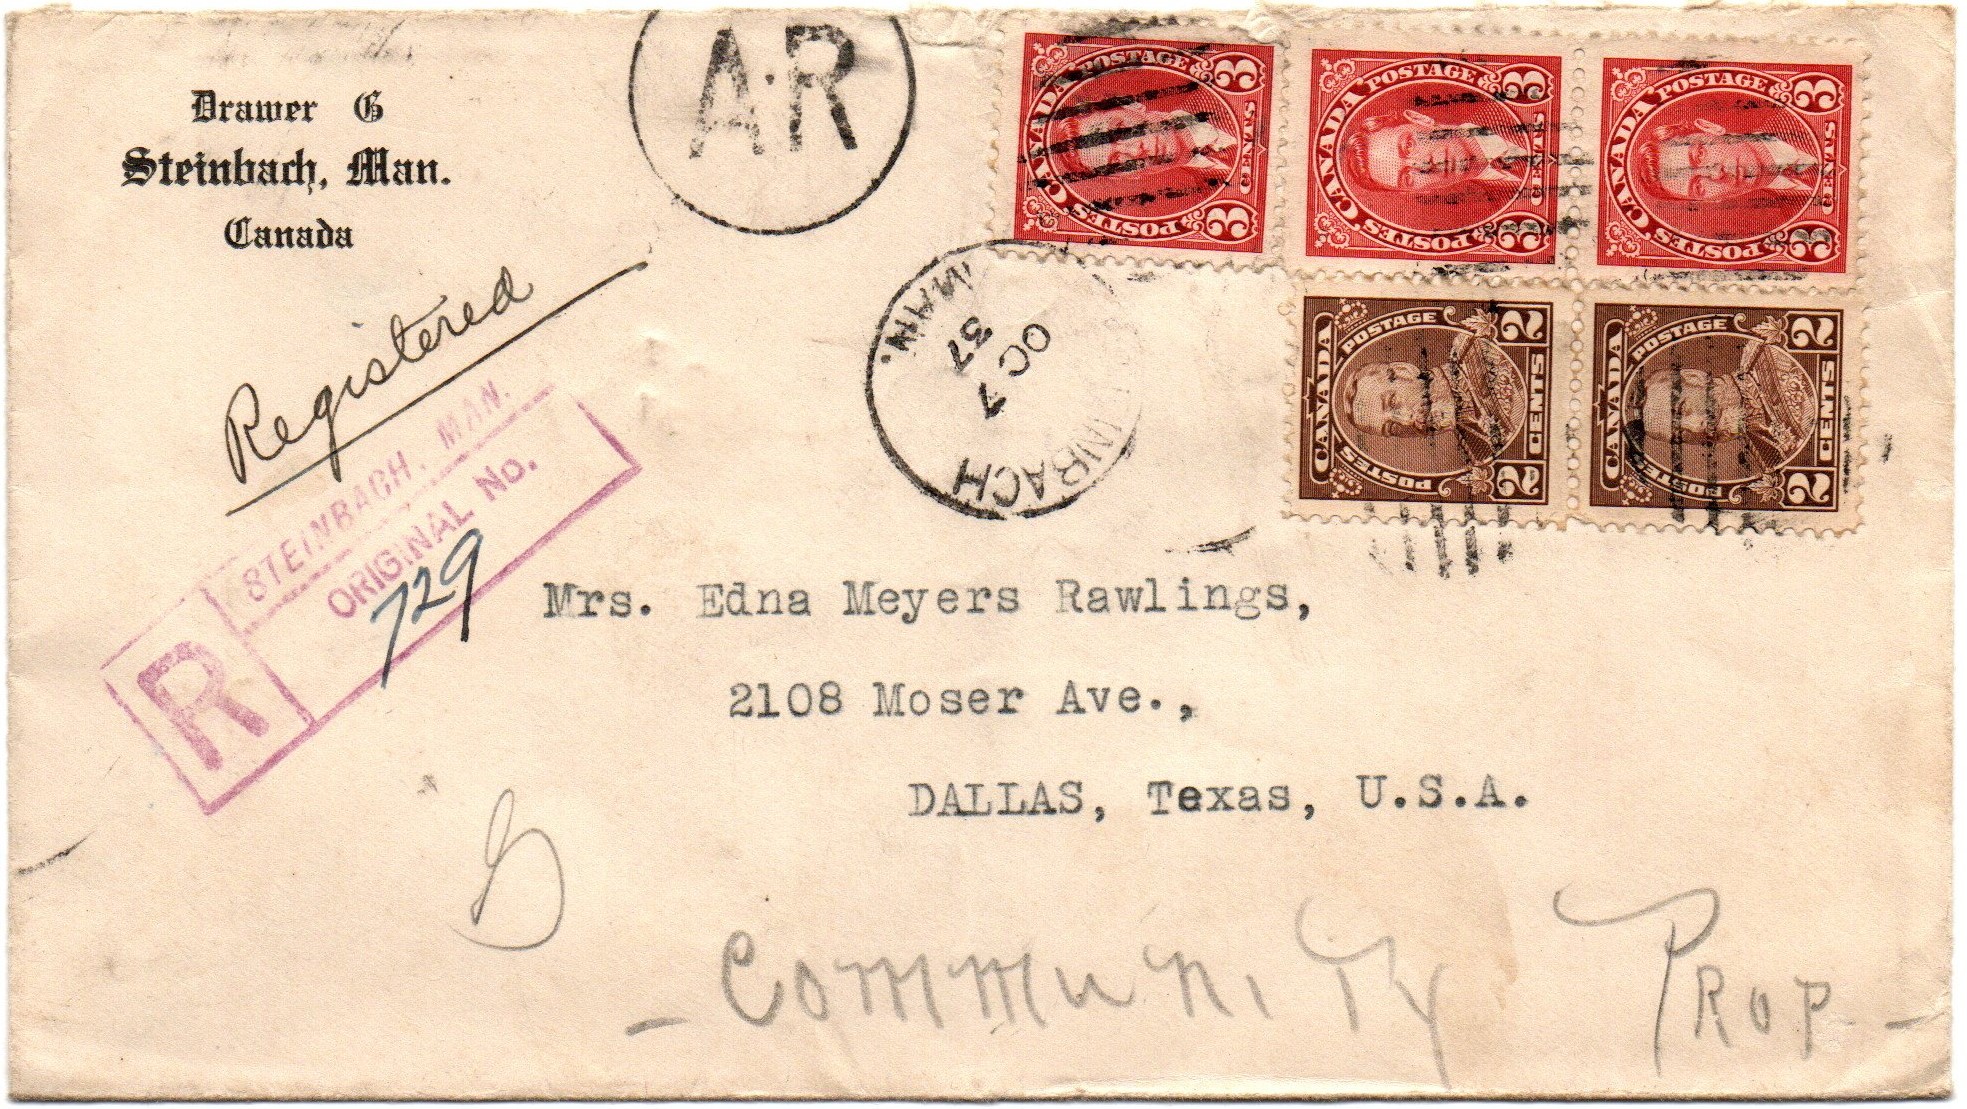 Drawer G
Steinbach, Man.
Canada
A.R
Registered
STEINBACH, MAN.
ORIGINAL No.
R
729
CANADA POSTES POSTAGE 3 CENTS 3
CANADA POSTES POSTAGE 3 CENTS 3
CANADA POSTES POSTAGE 3 CENTS 3
CANADA POSTES POSTAGE 2 CENTS 2
CANADA POSTES POSTAGE 2 CENTS 2
STEINBACH
OC 7
37
MAN.
Mrs. Edna Meyers Rawlings,
2108 Moser Ave.,
DALLAS, Texas, U.S.A.
- COMMUNITY PROP -